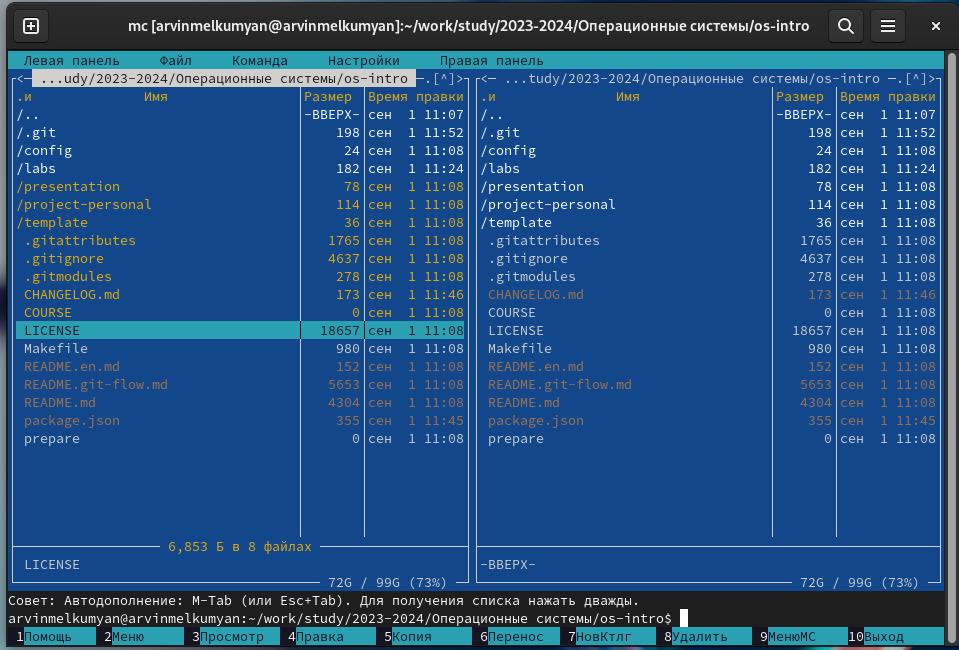 mc [arvinmelkumyan@arvinmelkumyan]:~/work/study/2023-2024/Операционные системы/os-intro
Левая панель Файл Команда Настройки Правая панель
<─ ...udy/2023-2024/Операционные системы/os-intro ─.[^]> <─ ...tudy/2023-2024/Операционные системы/os-intro ─.[^]>
.и Имя Размер Время правки .и Имя Размер Время правки
/.. -ВВЕРХ- сен 1 11:07 /.. -ВВЕРХ- сен 1 11:07
/.git 198 сен 1 11:52 /.git 198 сен 1 11:52
/config 24 сен 1 11:08 /config 24 сен 1 11:08
/labs 182 сен 1 11:24 /labs 182 сен 1 11:24
/presentation 78 сен 1 11:08 /presentation 78 сен 1 11:08
/project-personal 114 сен 1 11:08 /project-personal 114 сен 1 11:08
/template 36 сен 1 11:08 /template 36 сен 1 11:08
.gitattributes 1765 сен 1 11:08 .gitattributes 1765 сен 1 11:08
.gitignore 4637 сен 1 11:08 .gitignore 4637 сен 1 11:08
.gitmodules 278 сен 1 11:08 .gitmodules 278 сен 1 11:08
CHANGELOG.md 173 сен 1 11:46 CHANGELOG.md 173 сен 1 11:46
COURSE 0 сен 1 11:08 COURSE 0 сен 1 11:08
LICENSE 18657 сен 1 11:08 LICENSE 18657 сен 1 11:08
Makefile 980 сен 1 11:08 Makefile 980 сен 1 11:08
README.en.md 152 сен 1 11:08 README.en.md 152 сен 1 11:08
README.git-flow.md 5653 сен 1 11:08 README.git-flow.md 5653 сен 1 11:08
README.md 4304 сен 1 11:08 README.md 4304 сен 1 11:08
package.json 355 сен 1 11:45 package.json 355 сен 1 11:45
prepare 0 сен 1 11:08 prepare 0 сен 1 11:08
6,853 Б в 8 файлах
LICENSE -ВВЕРХ-
72G / 99G (73%) 72G / 99G (73%)
Совет: Автодополнение: M-Tab (или Esc+Tab). Для получения списка нажать дважды.
arvinmelkumyan@arvinmelkumyan:~/work/study/2023-2024/Операционные системы/os-intro$
1Помощь 2Меню 3Просмотр 4Правка 5Копия 6Перенос 7НовКтлг 8Удалить 9МенюMC 10Выход